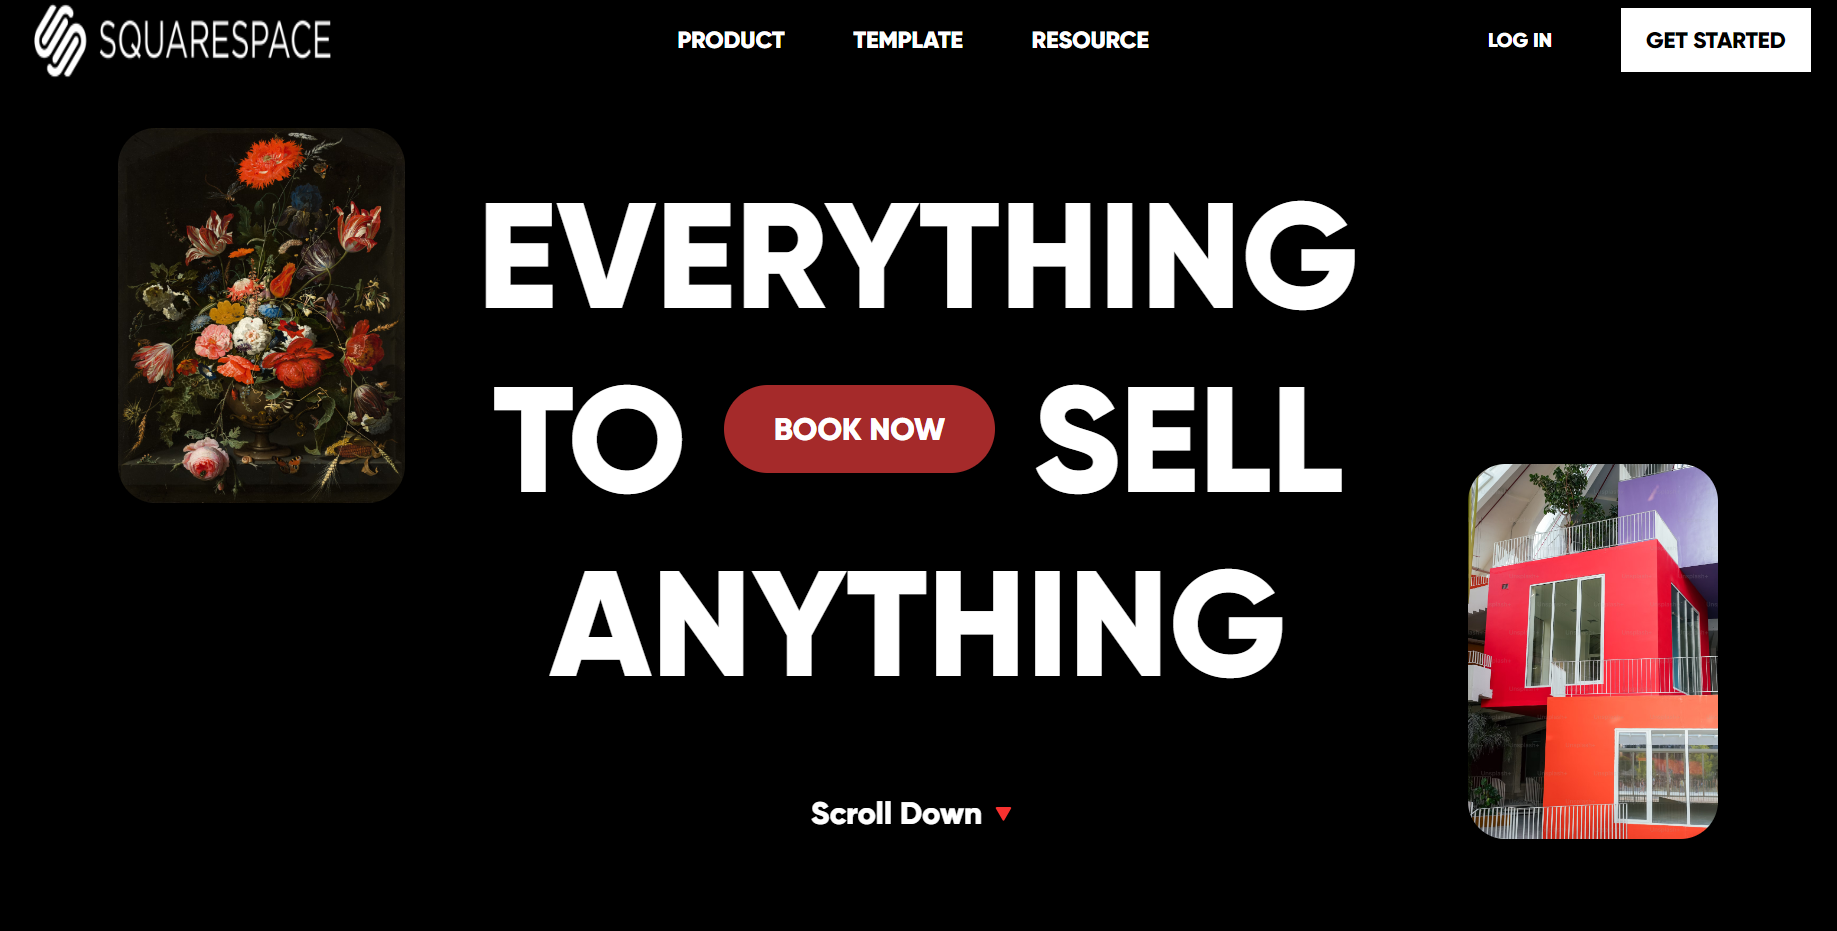 SQUARESPACE
PRODUCT TEMPLATE RESOURCE
LOG IN
GET STARTED
EVERYTHING
TO BOOK NOW SELL
ANYTHING
Scroll Down